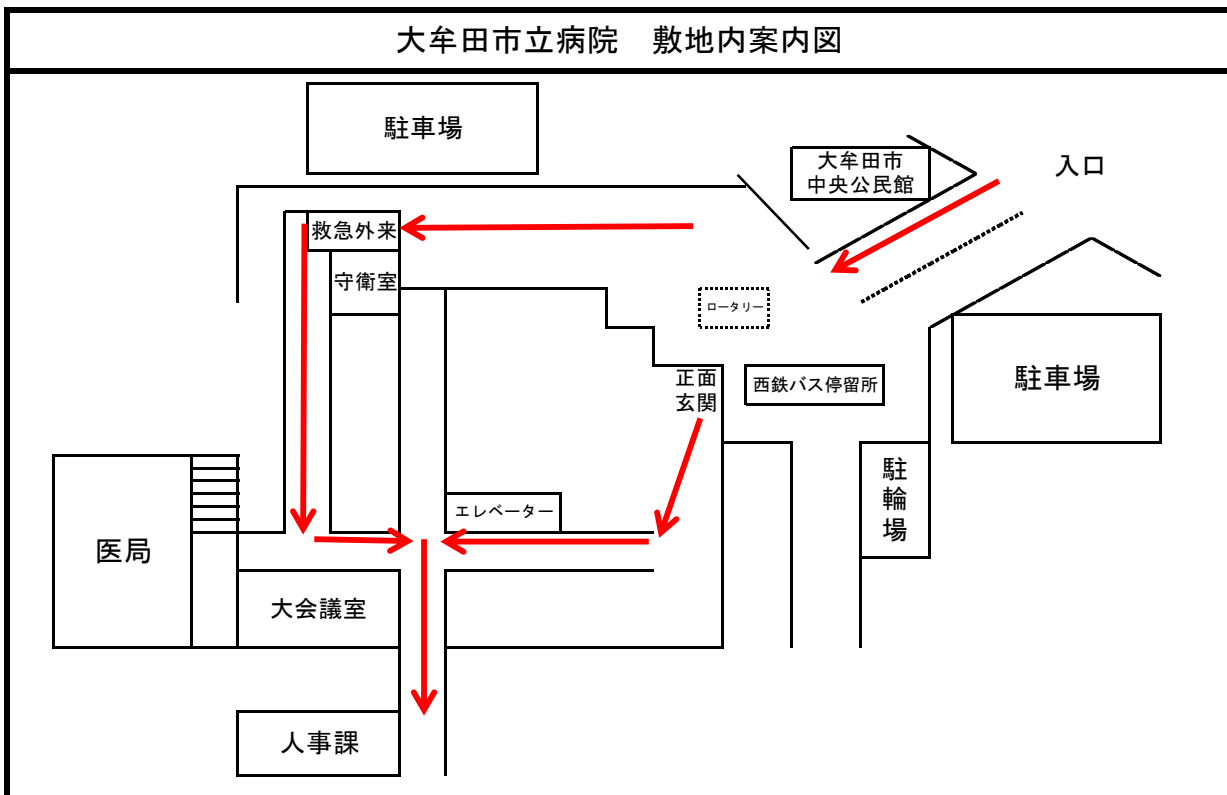 大牟田市立病院　敷地内案内図
駐車場
大牟田市
中央公民館
入口
救急外来
守衛室
ロータリー
正面
玄関
西鉄バス停留所
駐車場
駐輪場
エレベーター
医局
大会議室
人事課